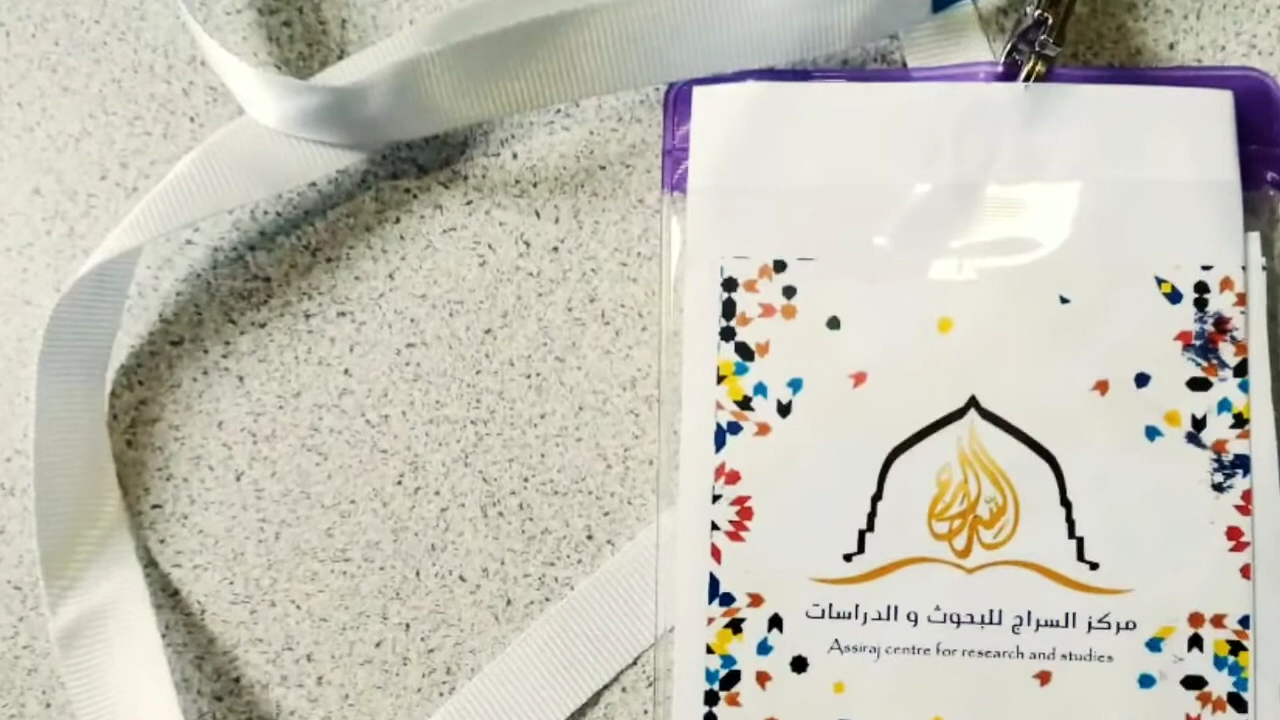 السراج
مركز السراج للبحوث و الدراسات
Assiraj centre for research and studies